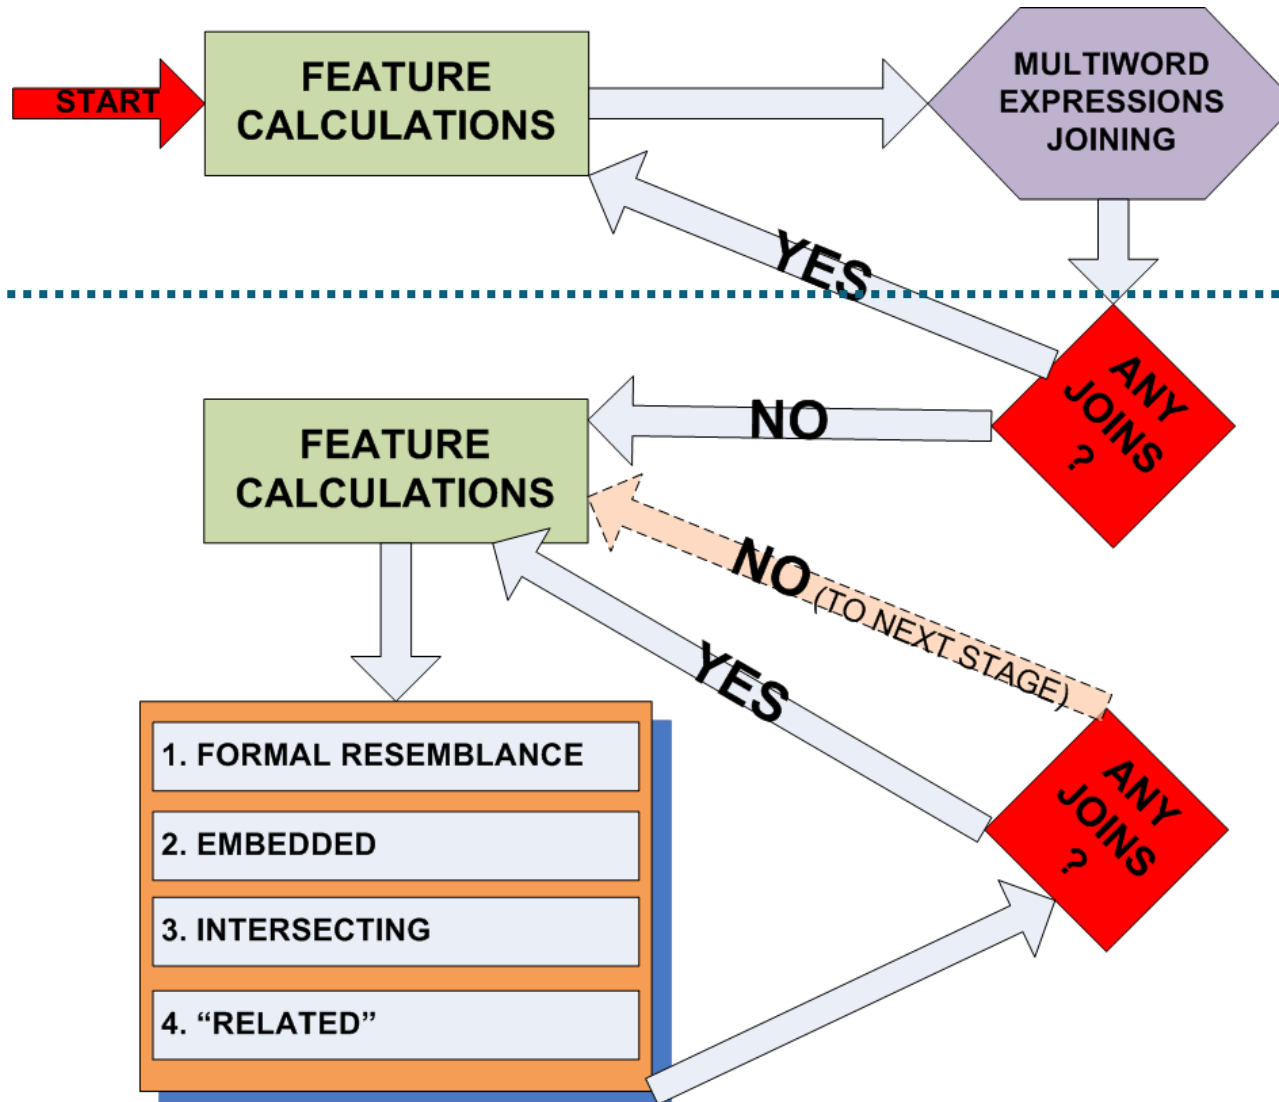 START
FEATURE
CALCULATIONS
MULTIWORD
EXPRESSIONS
JOINING
YES
ANY
JOINS
?
NO
FEATURE
CALCULATIONS
NO (TO NEXT STAGE)
YES
1. FORMAL RESEMBLANCE
2. EMBEDDED
3. INTERSECTING
4. “RELATED”
ANY
JOINS
?